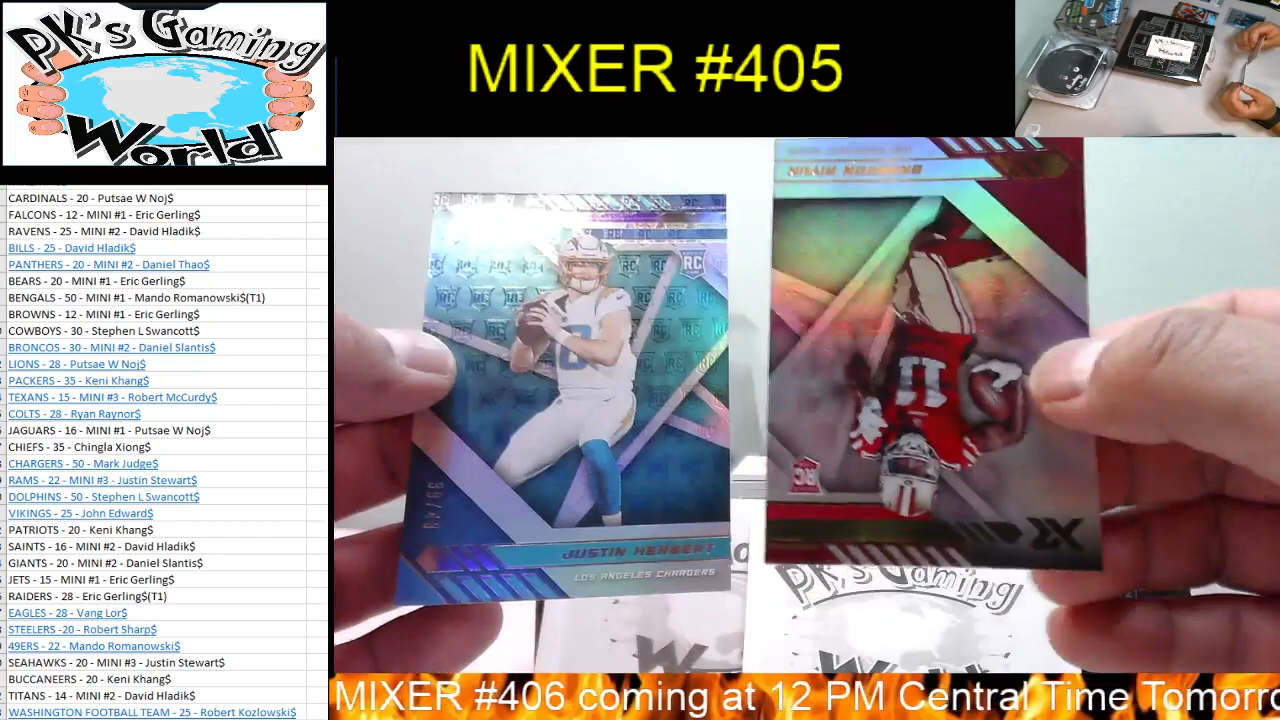 PK's Gaming
World
MIXER #405
CARDINALS - 20 - Putsae W Noj$
FALCONS - 12 - MINI #1 - Eric Gerling$
RAVENS - 25 - MINI #2 - David Hladik$
BILLS - 25 - David Hladik$
PANTHERS - 20 - MINI #2 - Daniel Thao$
BEARS - 20 - MINI #1 - Eric Gerling$
BENGALS - 50 - MINI #1 - Mando Romanowski$(T1)
BROWNS - 12 - MINI #1 - Eric Gerling$
COWBOYS - 30 - Stephen L Swancott$
BRONCOS - 30 - MINI #2 - Daniel Slantis$
LIONS - 28 - Putsae W Noj$
PACKERS - 35 - Keni Khang$
TEXANS - 15 - MINI #3 - Robert McCurdy$
COLTS - 28 - Ryan Raynor$
JAGUARS - 16 - MINI #1 - Putsae W Noj$
CHIEFS - 35 - Chingla Xiong$
CHARGERS - 50 - Mark Judge$
RAMS - 22 - MINI #3 - Justin Stewart$
DOLPHINS - 50 - Stephen L Swancott$
VIKINGS - 25 - John Edward$
PATRIOTS - 20 - Keni Khang$
SAINTS - 16 - MINI #2 - David Hladik$
GIANTS - 20 - MINI #2 - Daniel Slantis$
JETS - 15 - MINI #1 - Eric Gerling$
RAIDERS - 28 - Eric Gerling$(T1)
EAGLES - 28 - Vang Lor$
STEELERS -20 - Robert Sharp$
49ERS - 22 - Mando Romanowski$
SEAHAWKS - 20 - MINI #3 - Justin Stewart$
BUCCANEERS - 20 - Keni Khang$
TITANS - 14 - MINI #2 - David Hladik$
WASHINGTON FOOTBALL TEAM - 25 - Robert Kozlowski$
RC
JUSTIN HERBERT
LOS ANGELES CHARGERS
11
RC
XR
PK's Gaming
World
MIXER #406 coming at 12 PM Central Time Tomorro